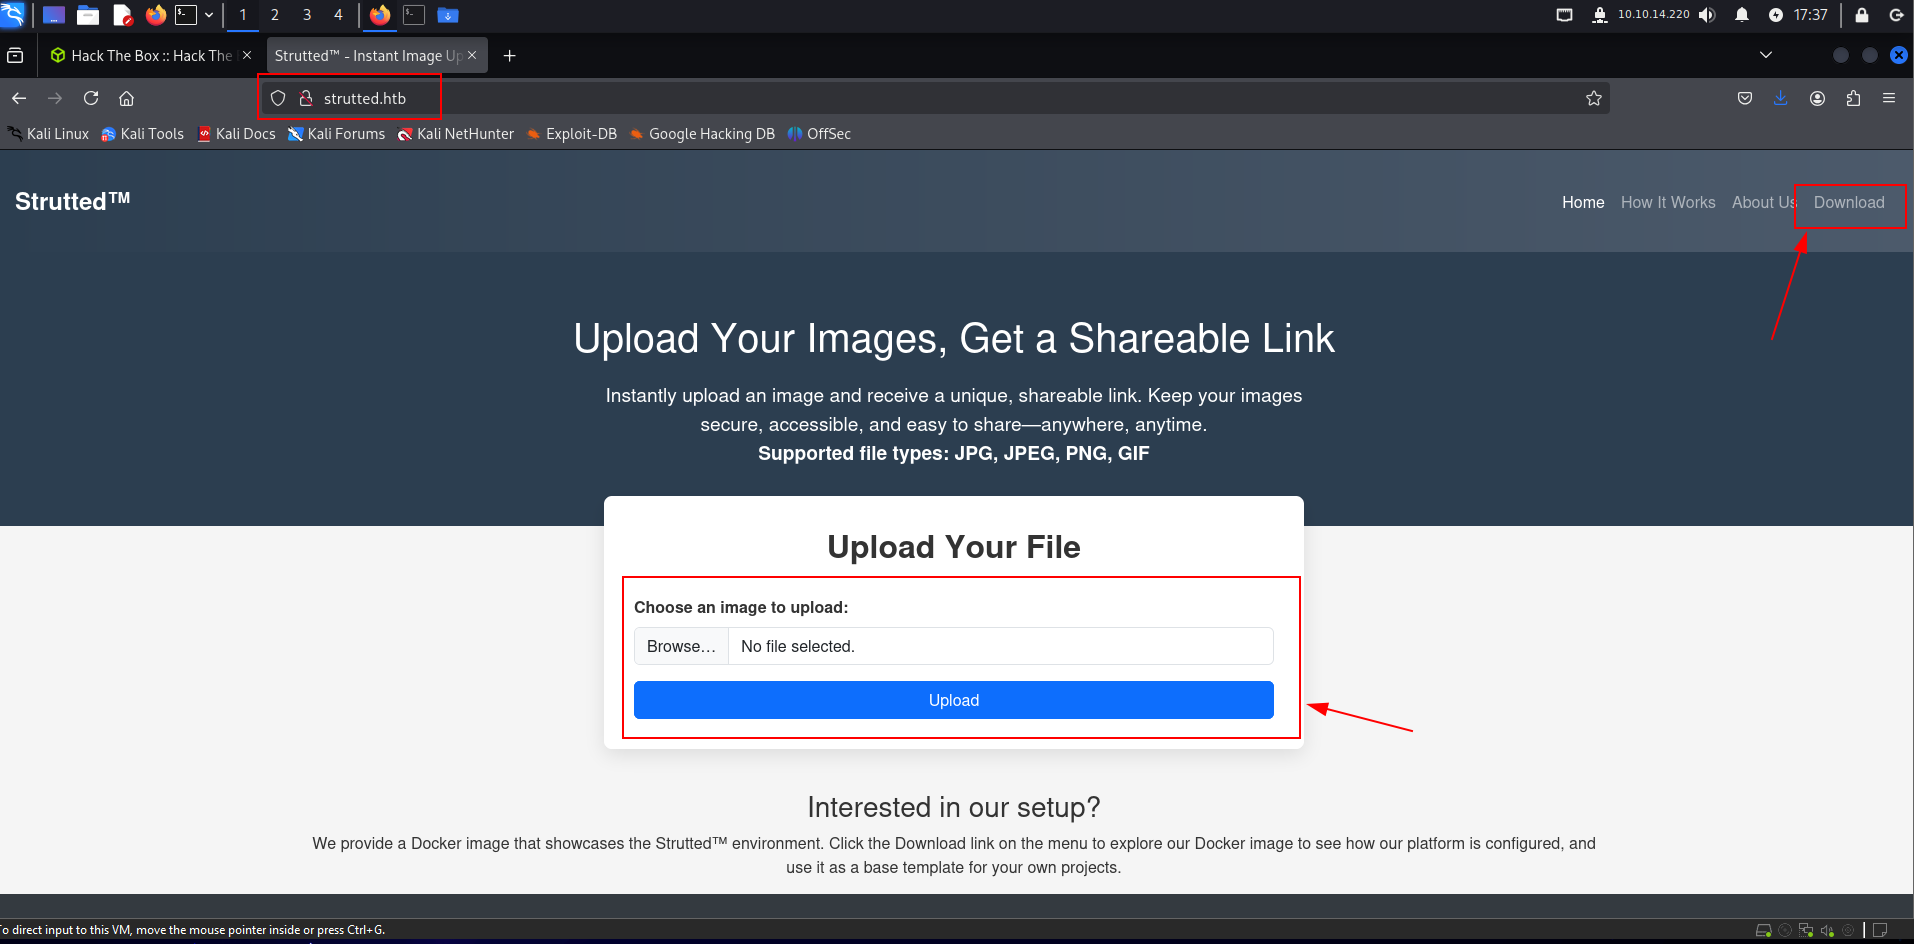 1 2 3 4 10.10.14.220 17:37
Hack The Box :: Hack The
Strutted™ - Instant Image Up
strutted.htb
Kali Linux Kali Tools Kali Docs Kali Forums Kali NetHunter Exploit-DB Google Hacking DB OffSec
Strutted™ Home How It Works About Us Download
Upload Your Images, Get a Shareable Link
Instantly upload an image and receive a unique, shareable link. Keep your images
secure, accessible, and easy to share—anywhere, anytime.
Supported file types: JPG, JPEG, PNG, GIF
Upload Your File
Choose an image to upload:
Browse… No file selected.
Upload
Interested in our setup?
We provide a Docker image that showcases the Strutted™ environment. Click the Download link on the menu to explore our Docker image to see how our platform is configured, and
use it as a base template for your own projects.
To direct input to this VM, move the mouse pointer inside or press Ctrl+G.